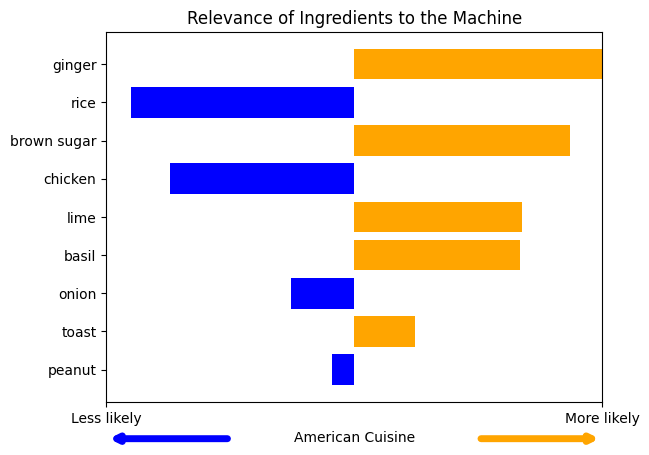 Relevance of Ingredients to the Machine
ginger
rice
brown sugar
chicken
lime
basil
onion
toast
peanut
Less likely
More likely
American Cuisine